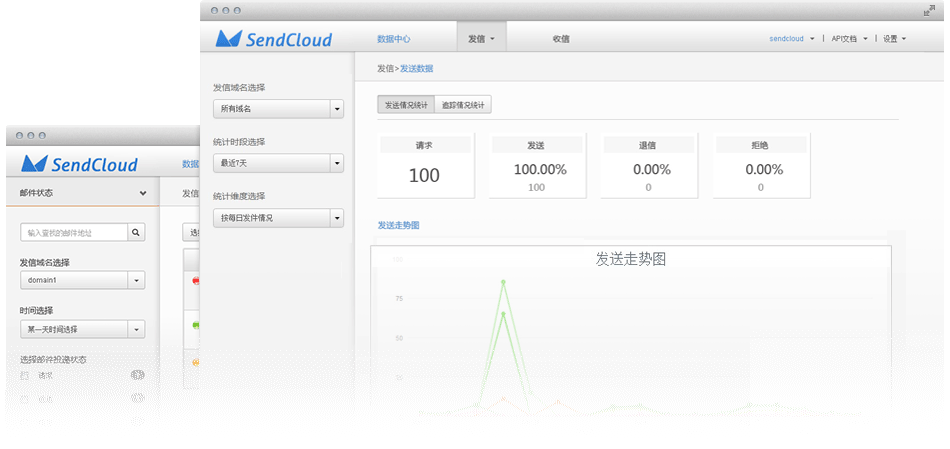 SendCloud
数据中心
发信
收信
sendcloud
API文档
设置
发信>发送数据
发信域名选择
所有域名
统计时段选择
最近7天
统计维度选择
按每日发件情况
发送情况统计
追踪情况统计
请求
100
发送
100.00%
100
退信
0.00%
0
拒绝
0.00%
0
发送走势图
发送走势图
100
75
50
SendCloud
数据
邮件状态
发信
输入查找的邮件地址
发信域名选择
domain1
时间选择
某一天时间选择
选择邮件投递状态
请求